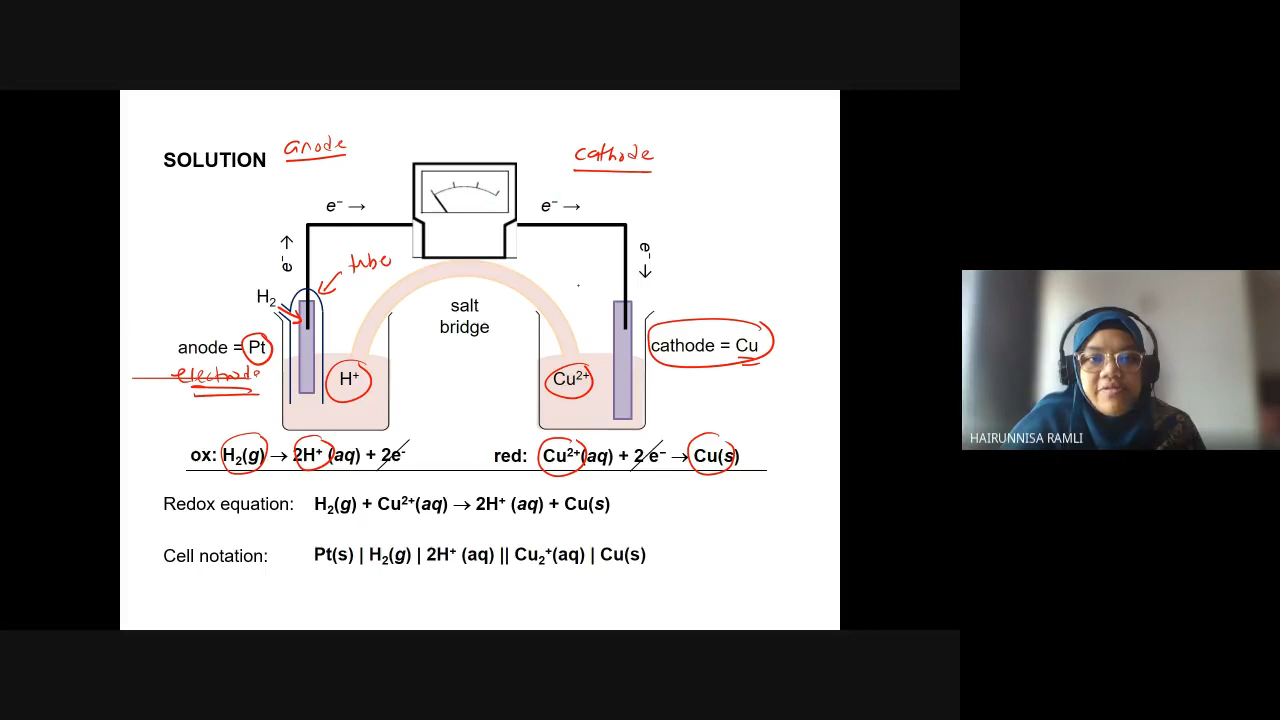 SOLUTION
anode
cathode
e⁻ →
e⁻ →
e⁻ →
e⁻ →
tube
H₂
salt
bridge
anode = Pt
electrode
cathode = Cu
H⁺
Cu²⁺
ox: H₂(g) → 2H⁺ (aq) + 2e⁻
red: Cu²⁺(aq) + 2 e⁻ → Cu(s)
Redox equation: H₂(g) + Cu²⁺(aq) → 2H⁺ (aq) + Cu(s)
Cell notation: Pt(s) | H₂(g) | 2H⁺ (aq) || Cu₂⁺(aq) | Cu(s)
HAIRUNNISA RAMLI